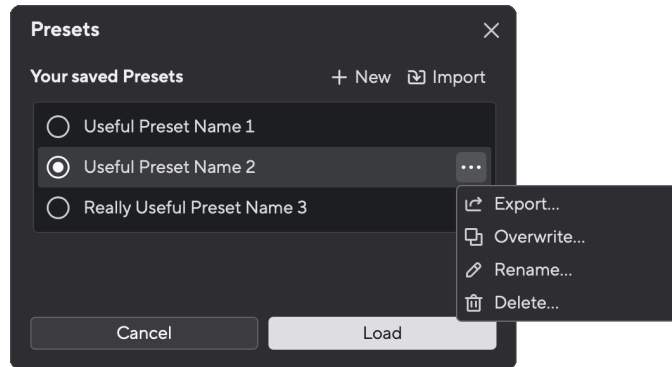 Presets
Your saved Presets
New
Import
Useful Preset Name 1
Useful Preset Name 2
Really Useful Preset Name 3
Export...
Overwrite...
Rename...
Delete...
Cancel
Load